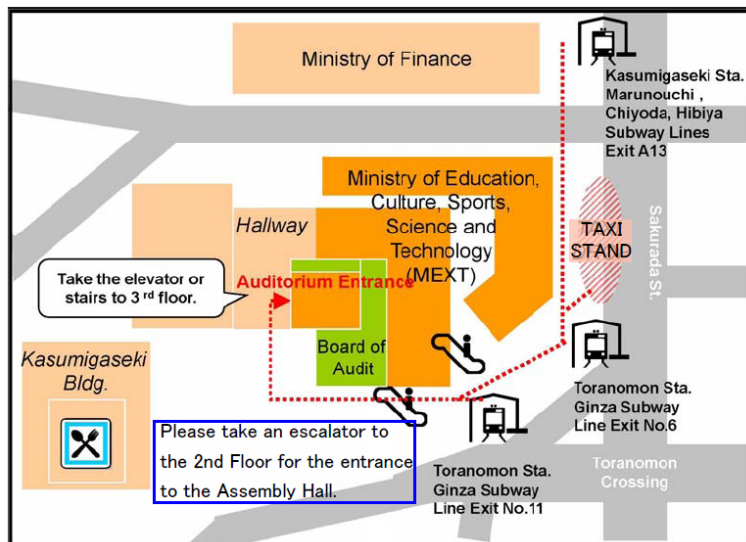 Ministry of Finance
Kasumigaseki Sta.
Marunouchi ,
Chiyoda, Hibiya
Subway Lines
Exit A13
Ministry of Education,
Culture, Sports,
Science and
Technology
(MEXT)
Hallway
TAXI
STAND
Sakurada St.
Take the elevator or
stairs to 3 rd floor.
Auditorium Entrance
Board of
Audit
Kasumigaseki
Bldg.
Toranomon Sta.
Ginza Subway
Line Exit No.6
Please take an escalator to
the 2nd Floor for the entrance
to the Assembly Hall.
Toranomon Sta.
Ginza Subway
Line Exit No.11
Toranomon
Crossing